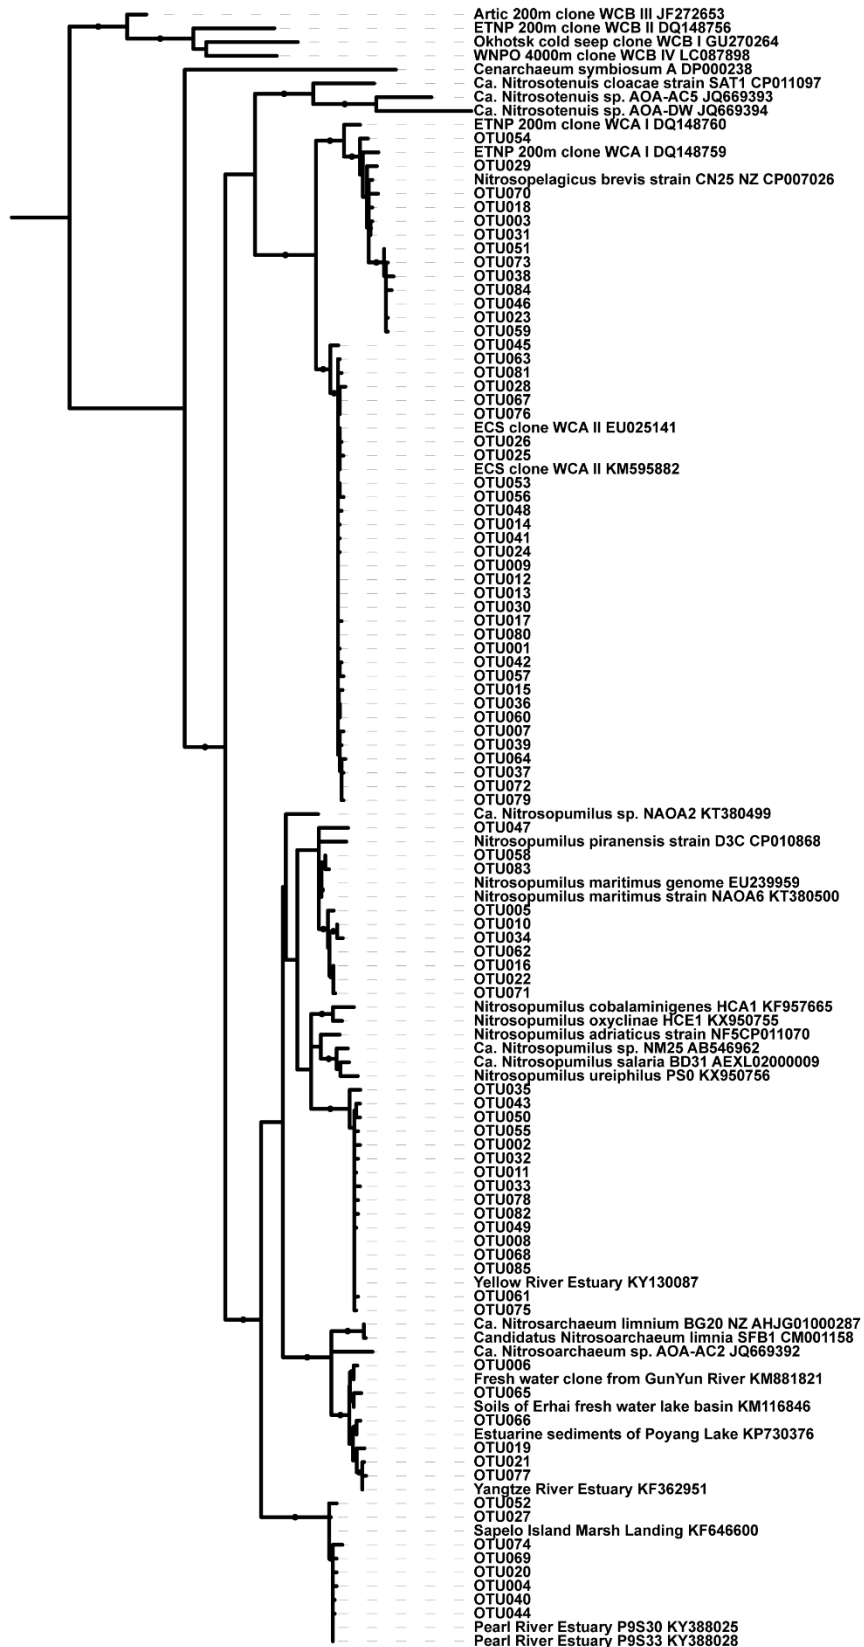 Artic 200m clone WCB III JF272653
ETNP 200m clone WCB II DQ148756
Okhotsk cold seep clone WCB I GU270264
WNPO 4000m clone WCB IV LC087898
Cenarchaeum symbiosum A DP000238
Ca. Nitrosotenuis cloacae strain SAT1 CP011097
Ca. Nitrosotenuis sp. AOA-AC5 JQ669393
Ca. Nitrosotenuis sp. AOA-DW JQ669394
ETNP 200m clone WCA I DQ148760
OTU054
ETNP 200m clone WCA I DQ148759
OTU029
Nitrosopelagicus brevis strain CN25 NZ CP007026
OTU070
OTU018
OTU003
OTU031
OTU051
OTU073
OTU038
OTU084
OTU046
OTU023
OTU059
OTU045
OTU063
OTU081
OTU028
OTU067
OTU076
ECS clone WCA II EU025141
OTU026
OTU025
ECS clone WCA II KM595882
OTU053
OTU056
OTU048
OTU014
OTU041
OTU024
OTU009
OTU012
OTU013
OTU030
OTU017
OTU080
OTU001
OTU042
OTU057
OTU015
OTU036
OTU060
OTU007
OTU039
OTU064
OTU037
OTU072
OTU079
Ca. Nitrosopumilus sp. NAOA2 KT380499
OTU047
Nitrosopumilus piranensis strain D3C CP010868
OTU058
OTU083
Nitrosopumilus maritimus genome EU239959
Nitrosopumilus maritimus strain NAOA6 KT380500
OTU005
OTU010
OTU034
OTU062
OTU016
OTU022
OTU071
Nitrosopumilus cobalaminigenes HCA1 KF957665
Nitrosopumilus oxyclinae HCE1 KX950755
Nitrosopumilus adriaticus strain NF5CP011070
Ca. Nitrosopumilus sp. NM25 AB546962
Ca. Nitrosopumilus salaria BD31 AEXL02000009
Nitrosopumilus ureiphilus PS0 KX950756
OTU035
OTU043
OTU050
OTU055
OTU002
OTU032
OTU011
OTU033
OTU078
OTU082
OTU049
OTU008
OTU068
OTU085
Yellow River Estuary KY130087
OTU061
OTU075
Ca. Nitrosarchaeum limnium BG20 NZ AHJG01000287
Candidatus Nitrosoarchaeum limnia SFB1 CM001158
Ca. Nitrosoarchaeum sp. AOA-AC2 JQ669392
OTU006
Fresh water clone from GunYun River KM881821
OTU065
Soils of Erhai fresh water lake basin KM116846
OTU066
Estuarine sediments of Poyang Lake KP730376
OTU019
OTU021
OTU077
Yangtze River Estuary KF362951
OTU052
OTU027
Sapelo Island Marsh Landing KF646600
OTU074
OTU069
OTU020
OTU004
OTU040
OTU044
Pearl River Estuary P9S30 KY388025
Pearl River Estuary P9S33 KY388028